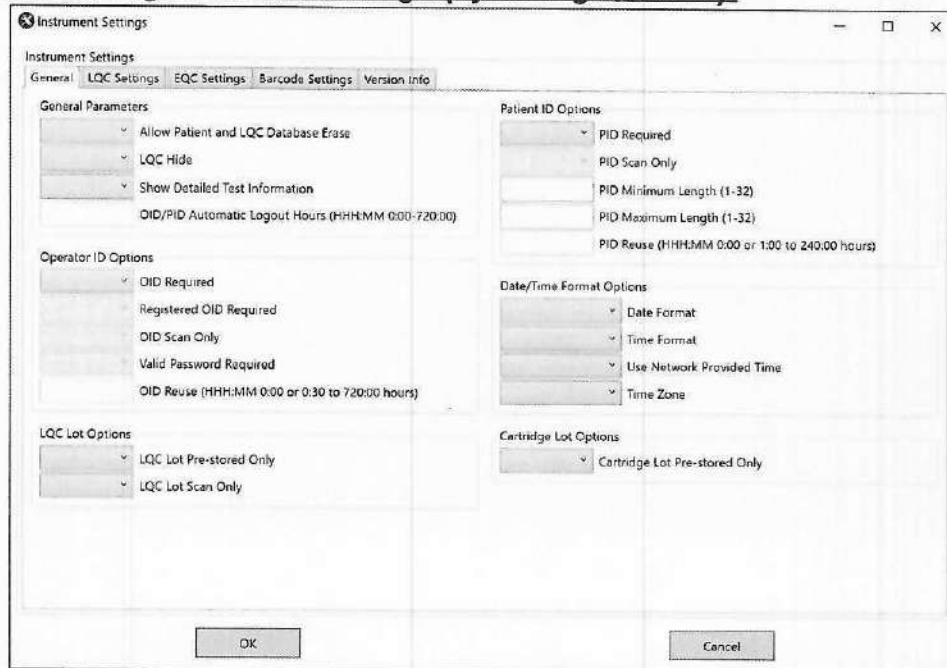 Instrument Settings
Instrument Settings
General LQC Settings EQC Settings Barcode Settings Version Info
General Parameters
Allow Patient and LQC Database Erase
LQC Hide
Show Detailed Test Information
OID/PID Automatic Logout Hours (HHH:MM 0:00-720:00)
Operator ID Options
OID Required
Registered OID Required
OID Scan Only
Valid Password Required
OID Reuse (HHH:MM 0:00 or 0:30 to 720:00 hours)
LQC Lot Options
LQC Lot Pre-stored Only
LQC Lot Scan Only
Patient ID Options
PID Required
PID Scan Only
PID Minimum Length (1-32)
PID Maximum Length (1-32)
PID Reuse (HHH:MM 0:00 or 1:00 to 240:00 hours)
Date/Time Format Options
Date Format
Time Format
Use Network Provided Time
Time Zone
Cartridge Lot Options
Cartridge Lot Pre-stored Only
OK Cancel